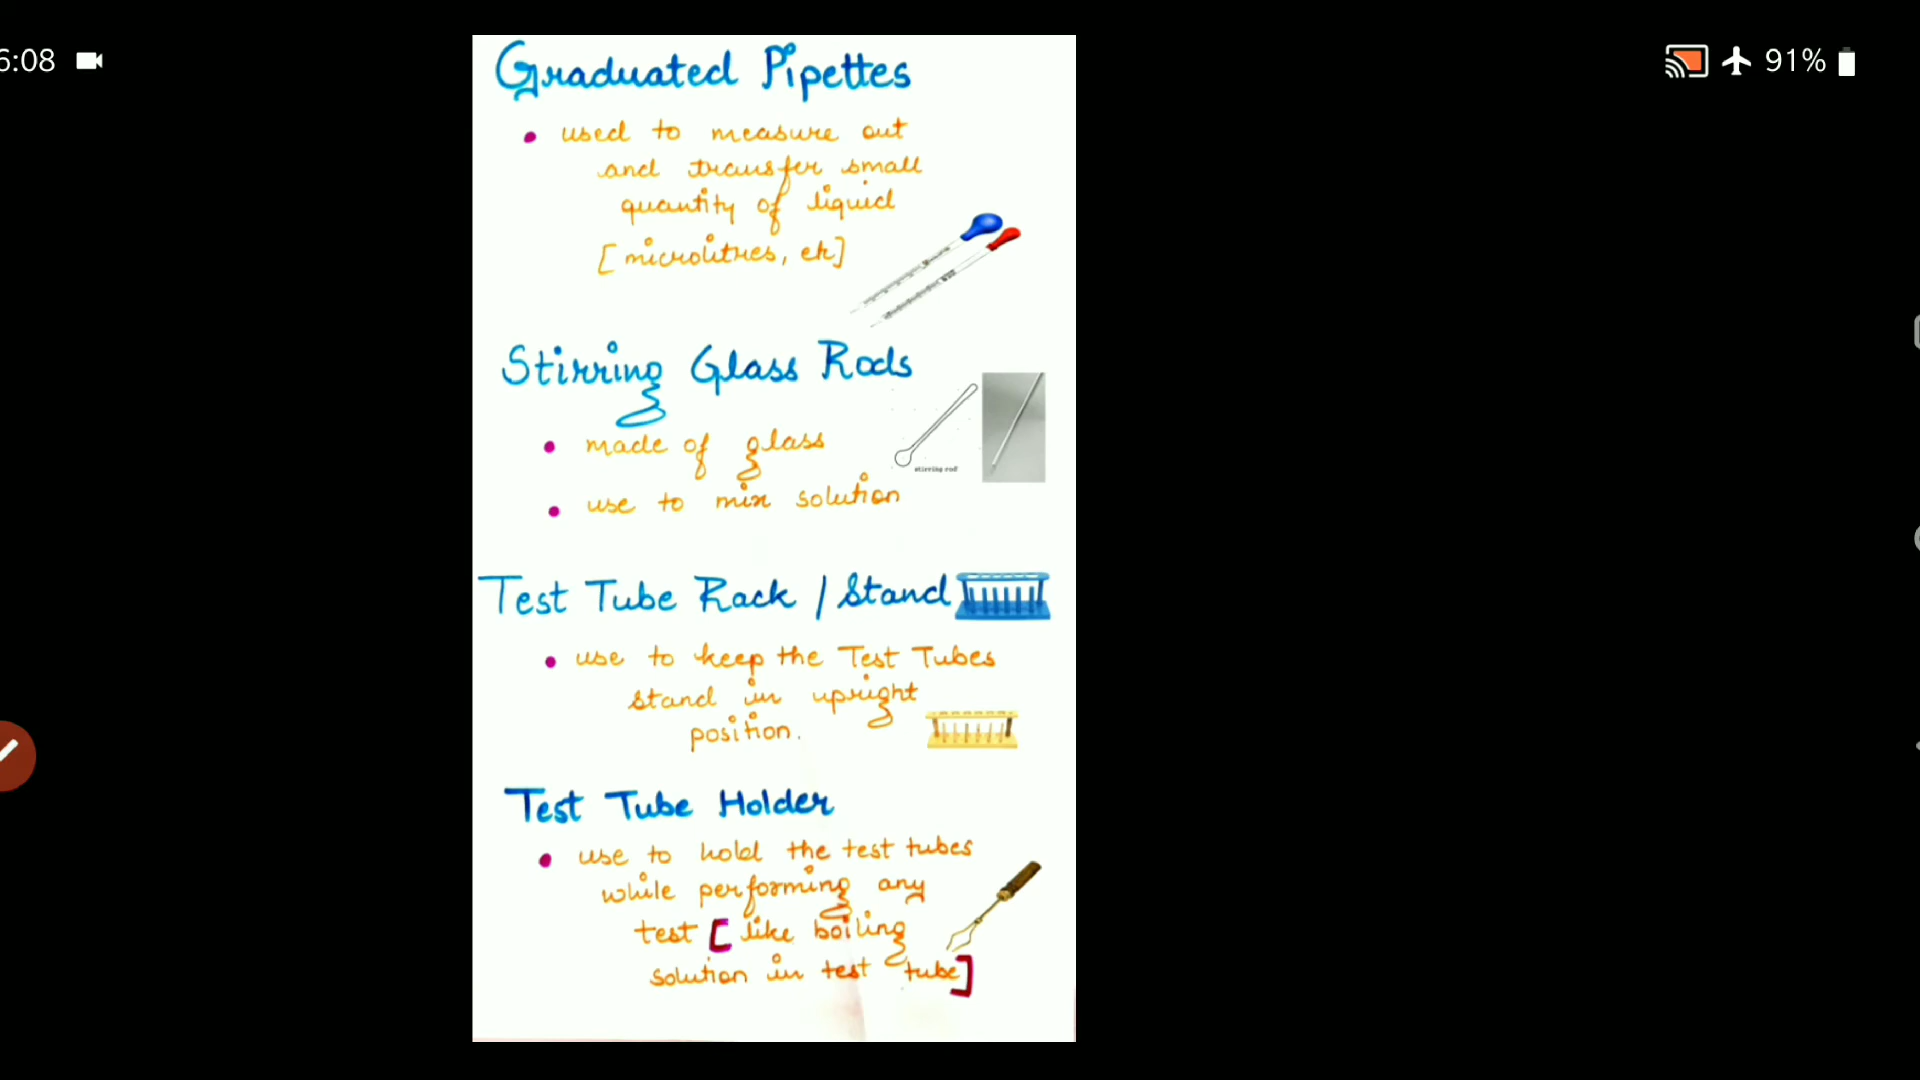 6:08
91%
Graduated Pipettes
• used to measure out
and transfer small
quantity of liquid
[microlitres, etc]
Stirring Glass Rods
• made of glass
stirring rod
• use to mix solution
Test Tube Rack / Stand
• use to keep the Test Tubes
stand in upright
position.
Test Tube Holder
• use to hold the test tubes
while performing any
test [like boiling
solution in test tube]